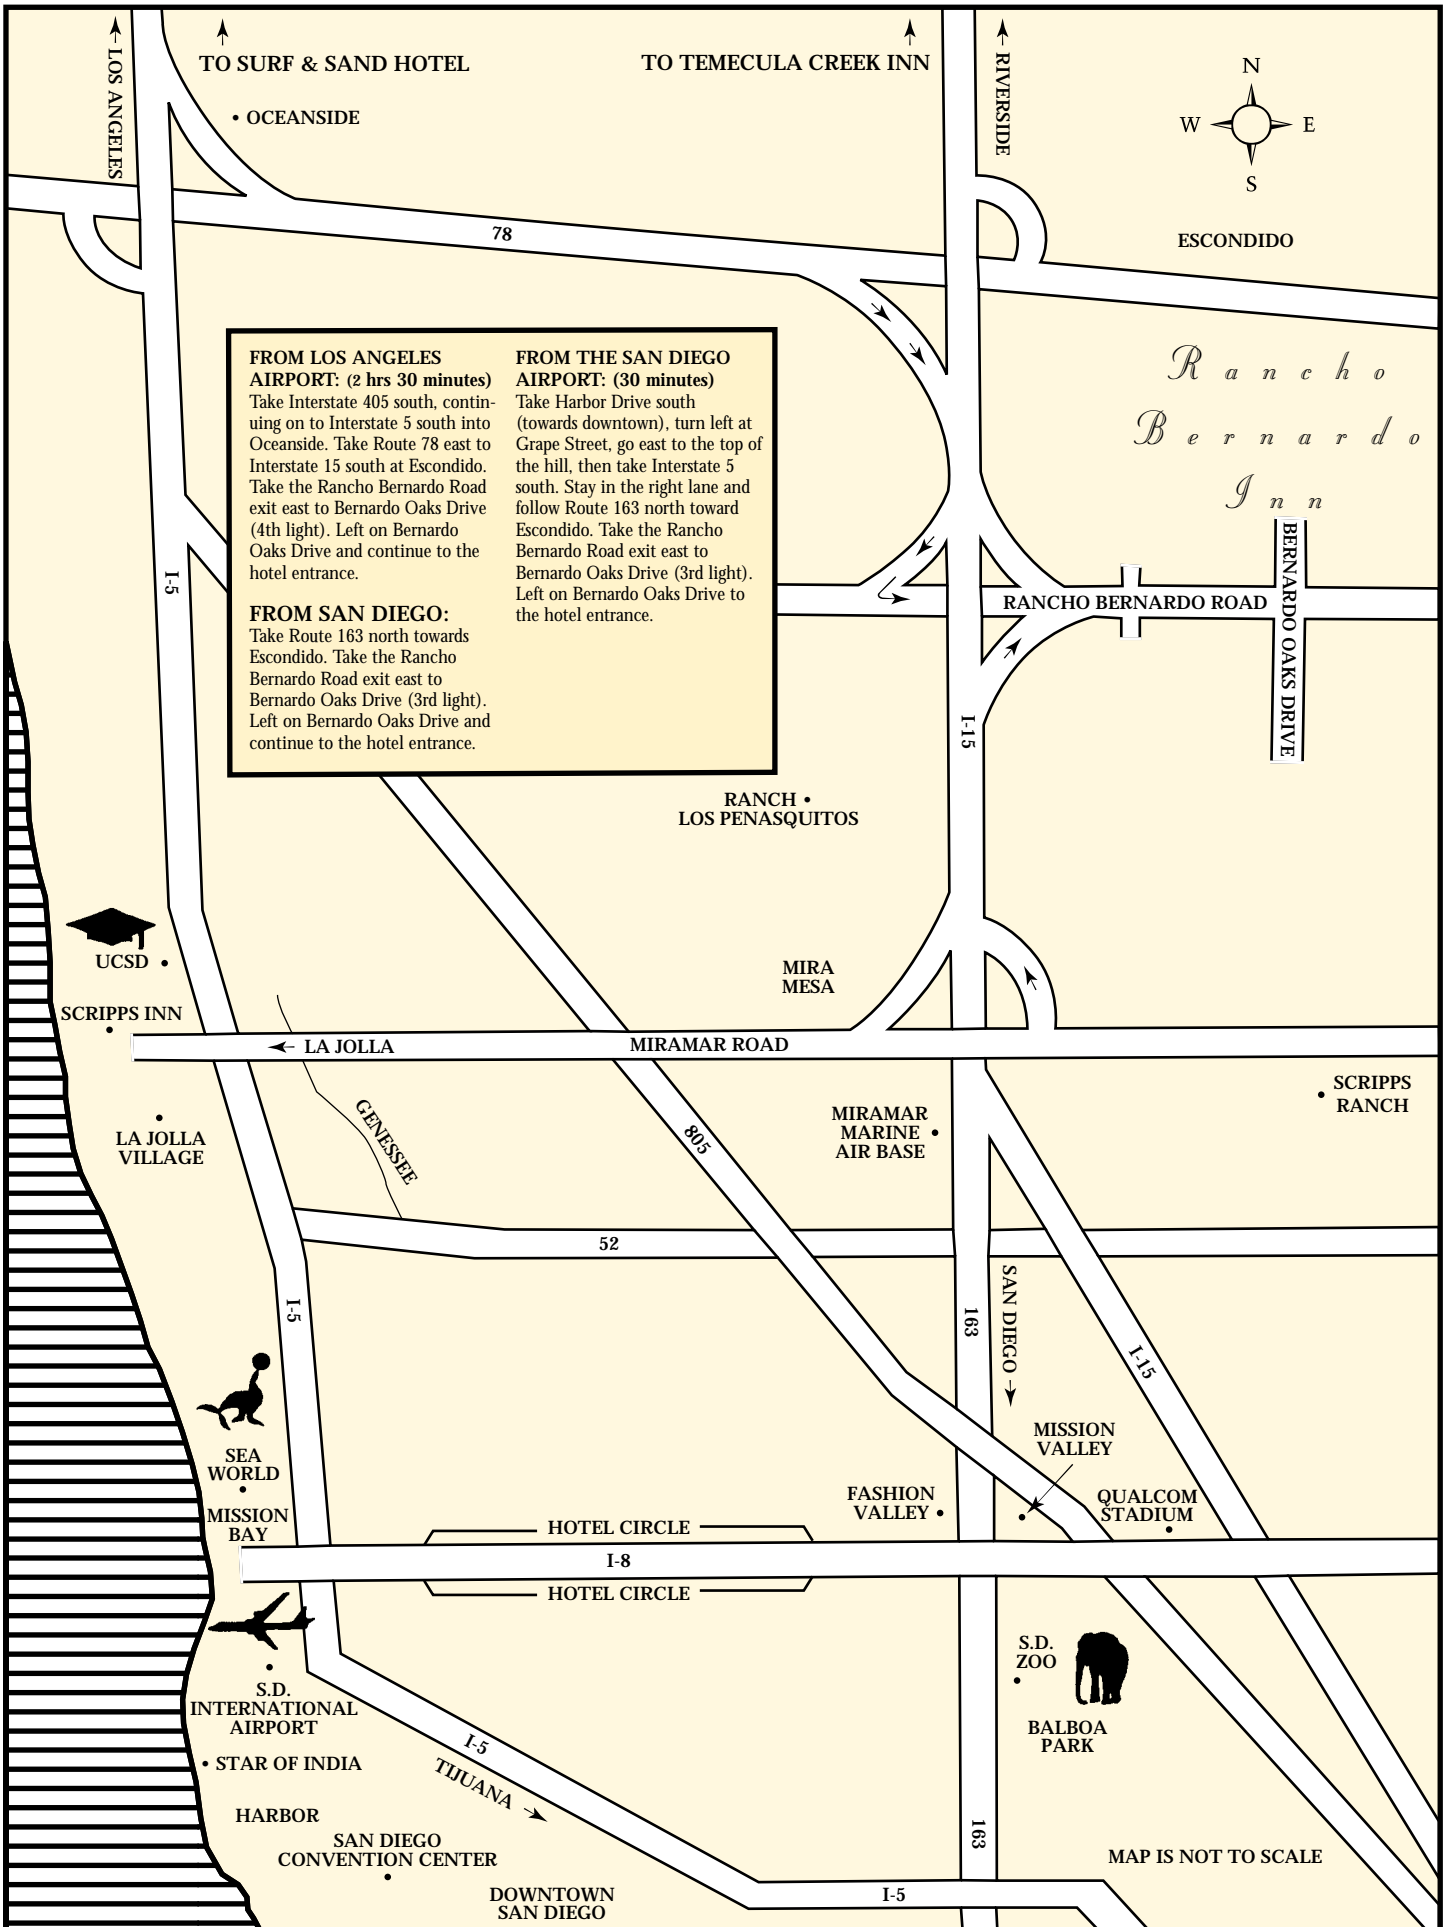 LOS ANGELES
TO SURF & SAND HOTEL
TO TEMECULA CREEK INN
RIVERSIDE
N
W E
S
• OCEANSIDE
78
ESCONDIDO
Rancho
Bernardo
Inn
FROM LOS ANGELES
AIRPORT: (2 hrs 30 minutes)
Take Interstate 405 south, contin-
uing on to Interstate 5 south into
Oceanside. Take Route 78 east to
Interstate 15 south at Escondido.
Take the Rancho Bernardo Road
exit east to Bernardo Oaks Drive
(4th light). Left on Bernardo
Oaks Drive and continue to the
hotel entrance.
FROM SAN DIEGO:
Take Route 163 north towards
Escondido. Take the Rancho
Bernardo Road exit east to
Bernardo Oaks Drive (3rd light).
Left on Bernardo Oaks Drive and
continue to the hotel entrance.
FROM THE SAN DIEGO
AIRPORT: (30 minutes)
Take Harbor Drive south
(towards downtown), turn left at
Grape Street, go east to the top of
the hill, then take Interstate 5
south. Stay in the right lane and
follow Route 163 north toward
Escondido. Take the Rancho
Bernardo Road exit east to
Bernardo Oaks Drive (3rd light).
Left on Bernardo Oaks Drive to
the hotel entrance.
I-5
RANCHO BERNARDO ROAD
BERNARDO OAKS DRIVE
I-15
RANCH •
LOS PENASQUITOS
UCSD •
MIRA
MESA
SCRIPPS INN
LA JOLLA
MIRAMAR ROAD
SCRIPPS
RANCH
GENESSEE
MIRAMAR
MARINE
AIR BASE
LA JOLLA
VILLAGE
805
52
I-5
163
SAN DIEGO
I-15
SEA
WORLD
MISSION
BAY
MISSION
VALLEY
FASHION
VALLEY
QUALCOM
STADIUM
HOTEL CIRCLE
I-8
HOTEL CIRCLE
S.D.
ZOO
BALBOA
PARK
S.D.
INTERNATIONAL
AIRPORT
• STAR OF INDIA
I-5
TIJUANA
HARBOR
SAN DIEGO
CONVENTION CENTER
163
MAP IS NOT TO SCALE
DOWNTOWN
SAN DIEGO
I-5